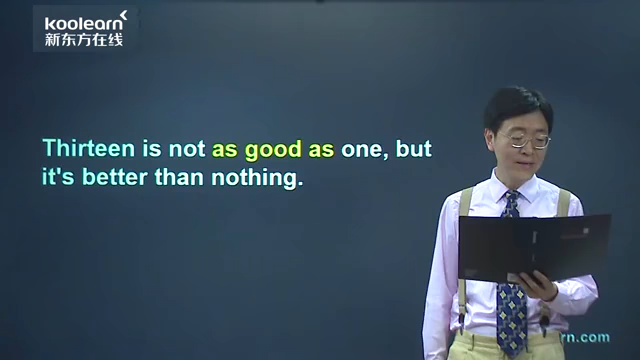 koolearn
新东方在线
Thirteen is not as good as one, but
it's better than nothing.
rn.com